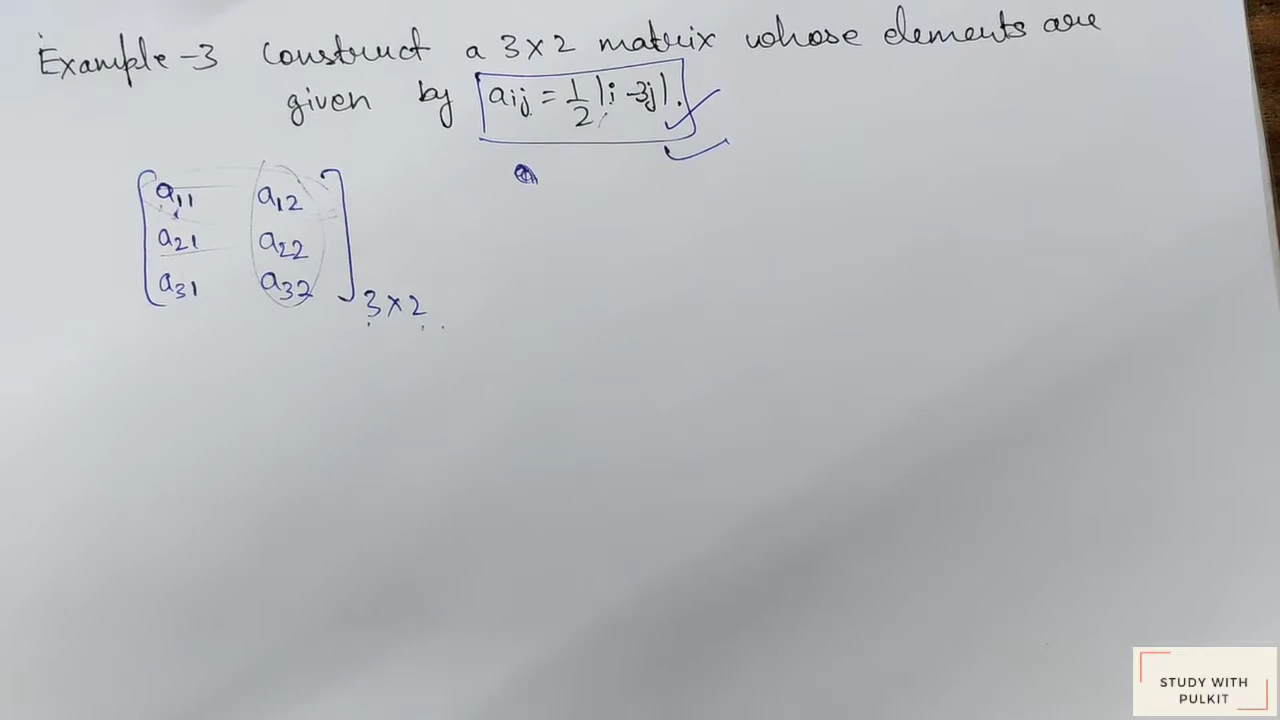 Example-3 Construct a 3×2 matrix whose elements are
given by aij = 1/2 |i-3j|.
a11 a12
a21 a22
a31 a32
3×2
STUDY WITH
PULKIT